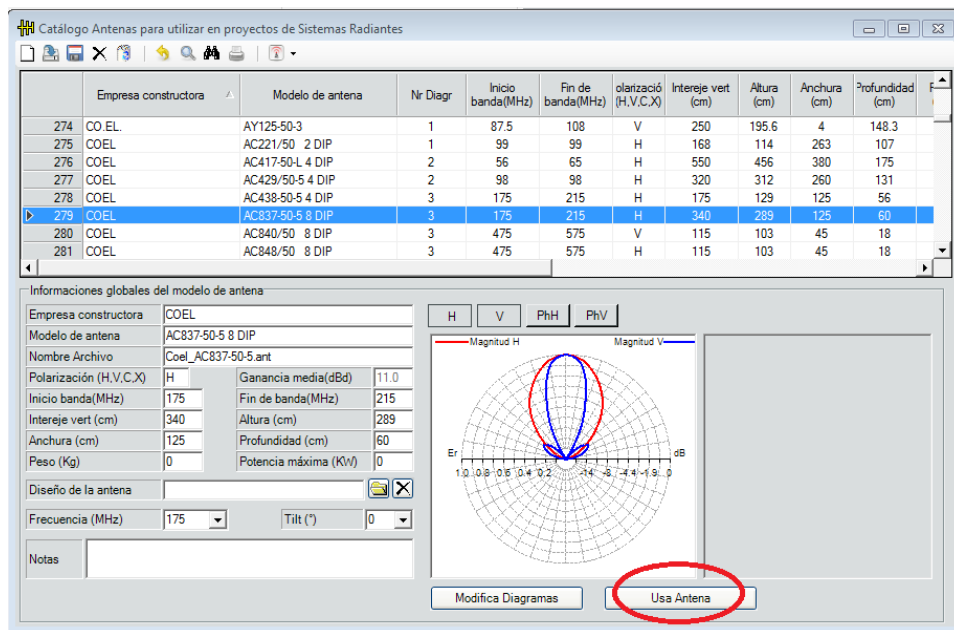 Catálogo Antenas para utilizar en proyectos de Sistemas Radiantes
Empresa constructora Modelo de antena Nr Diagr Inicio banda(MHz) Fin de banda(MHz) olarizació (H,V,C,X) Intereje vert (cm) Altura (cm) Anchura (cm) Profundidad (cm)
274 CO.EL. AY125-50-3 1 87.5 108 V 250 195.6 4 148.3
275 COEL AC221/50 2 DIP 1 99 99 H 168 114 263 107
276 COEL AC417-50-L 4 DIP 2 56 65 H 550 456 380 175
277 COEL AC429/50-5 4 DIP 2 98 98 H 320 312 260 131
278 COEL AC438-50-5 4 DIP 3 175 215 H 175 129 125 56
279 COEL AC837-50-5 8 DIP 3 175 215 H 340 289 125 60
280 COEL AC840/50 8 DIP 3 475 575 V 115 103 45 18
281 COEL AC848/50 8 DIP 3 475 575 H 115 103 45 18
Informaciones globales del modelo de antena
Empresa constructora COEL
Modelo de antena AC837-50-5 8 DIP
Nombre Archivo Coel_AC837-50-5.ant
Polarización (H,V,C,X) H Ganancia media(dBd) 11.0
Inicio banda(MHz) 175 Fin de banda(MHz) 215
Intereje vert (cm) 340 Altura (cm) 289
Anchura (cm) 125 Profundidad (cm) 60
Peso (Kg) 0 Potencia máxima (KW) 0
Diseño de la antena
Frecuencia (MHz) 175 Tilt (°) 0
Notas
H V PhH PhV
Magnitud H Magnitud V
Er dB
1.0 0.8 0.6 0.4 0.2 -14 -8 -4.4 -1.9 0
Modifica Diagramas Usa Antena